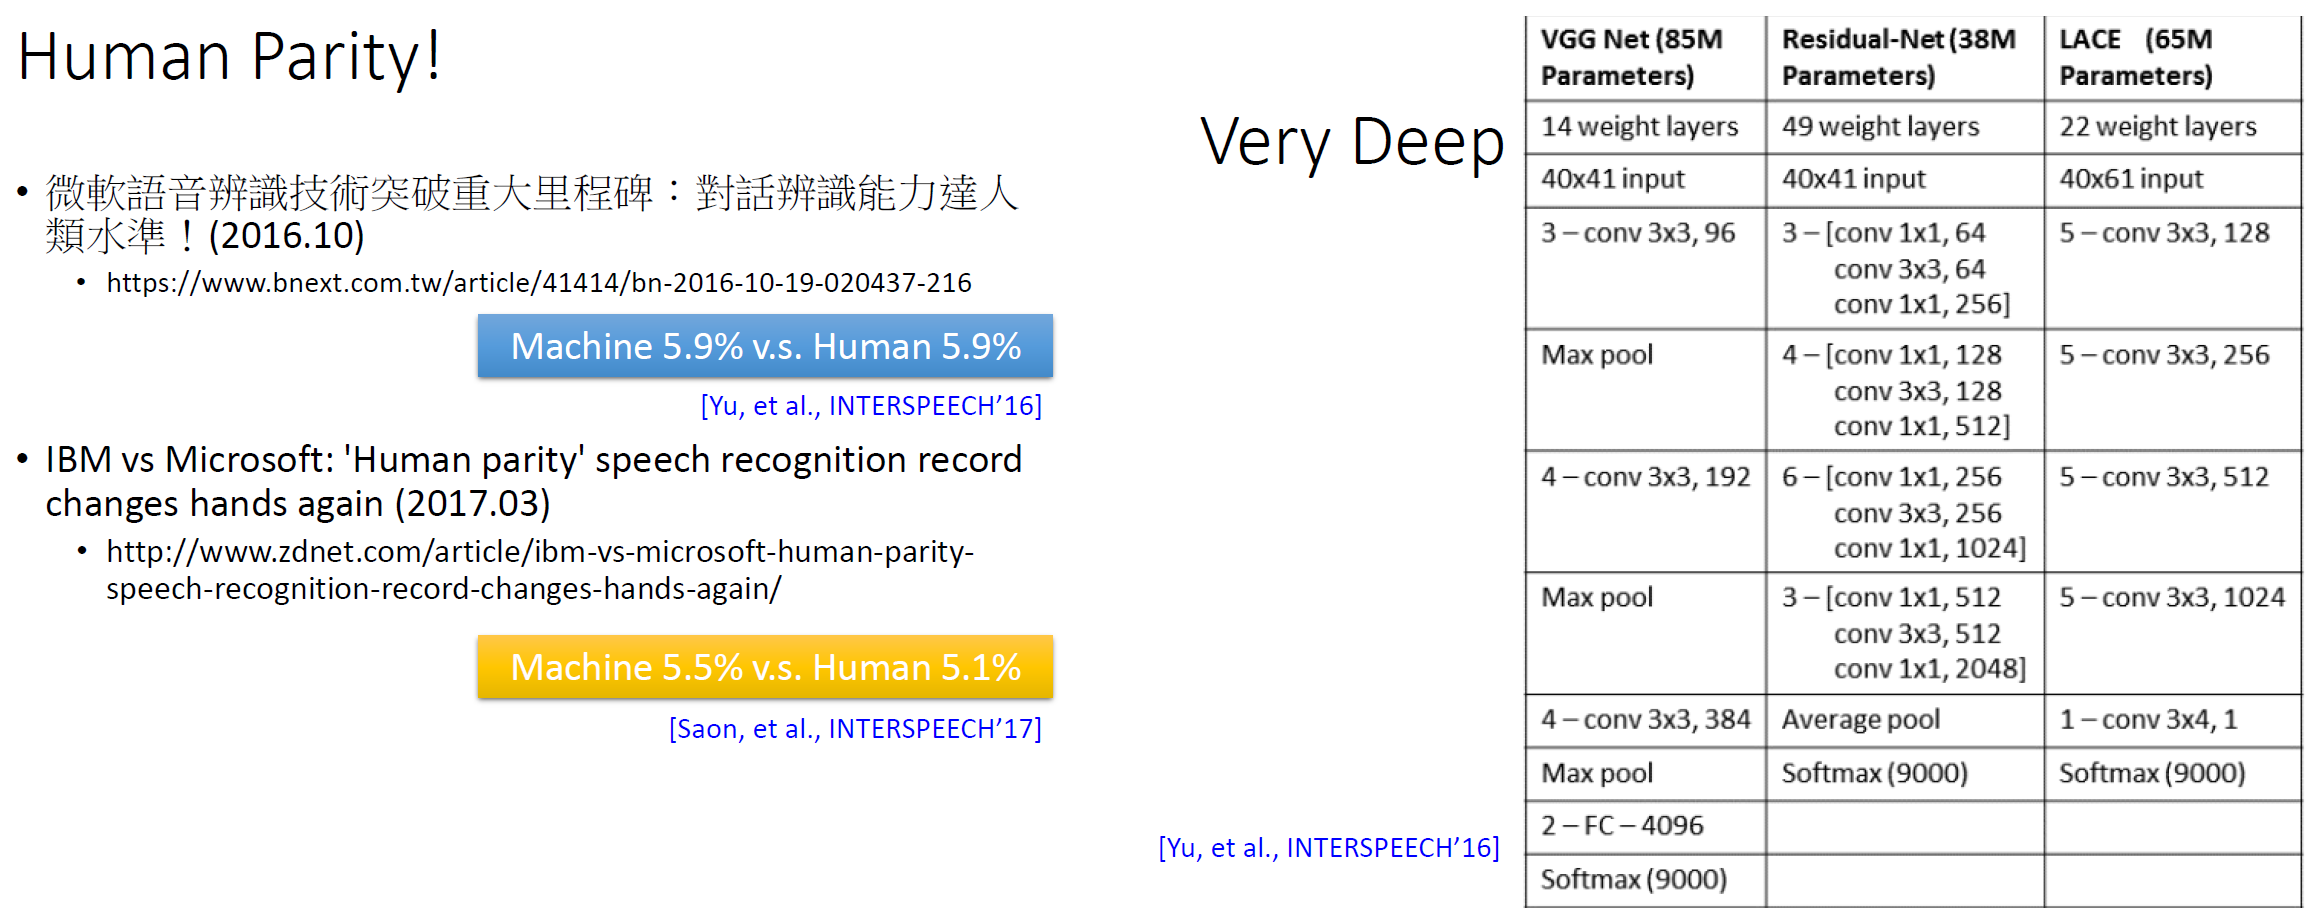 Human Parity!
• 微軟語音辨識技術突破重大里程碑：對話辨識能力達人
類水準！(2016.10)
• https://www.bnext.com.tw/article/41414/bn-2016-10-19-020437-216
Machine 5.9% v.s. Human 5.9%
[Yu, et al., INTERSPEECH’16]
• IBM vs Microsoft: 'Human parity' speech recognition record
changes hands again (2017.03)
• http://www.zdnet.com/article/ibm-vs-microsoft-human-parity-
speech-recognition-record-changes-hands-again/
Machine 5.5% v.s. Human 5.1%
[Saon, et al., INTERSPEECH’17]
Very Deep
[Yu, et al., INTERSPEECH’16]
VGG Net (85M Residual-Net (38M LACE (65M
Parameters) Parameters) Parameters)
14 weight layers 49 weight layers 22 weight layers
40x41 input 40x41 input 40x61 input
3 – conv 3x3, 96 3 – [conv 1x1, 64 5 – conv 3x3, 128
conv 3x3, 64
conv 1x1, 256]
Max pool 4 – [conv 1x1, 128 5 – conv 3x3, 256
conv 3x3, 128
conv 1x1, 512]
4 – conv 3x3, 192 6 – [conv 1x1, 256 5 – conv 3x3, 512
conv 3x3, 256
conv 1x1, 1024]
Max pool 3 – [conv 1x1, 512 5 – conv 3x3, 1024
conv 3x3, 512
conv 1x1, 2048]
4 – conv 3x3, 384 Average pool 1 – conv 3x4, 1
Max pool Softmax (9000) Softmax (9000)
2 – FC – 4096
Softmax (9000)